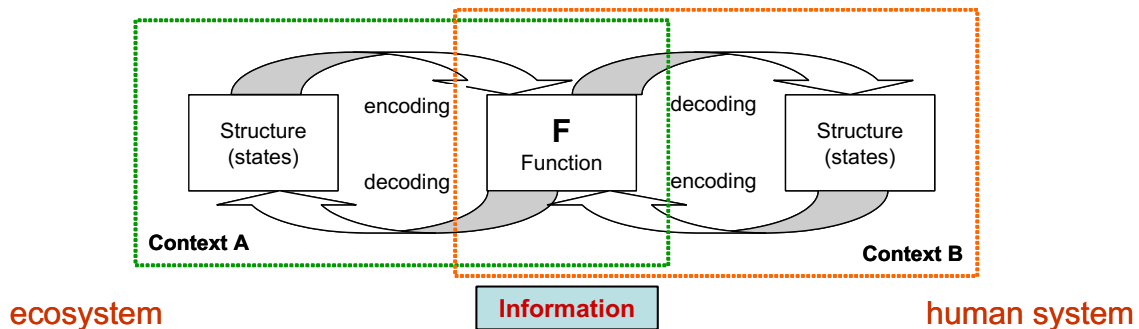 encoding
decoding
Structure
(states)
F
Function
Structure
(states)
decoding
encoding
Context A
Context B
ecosystem
Information
human system